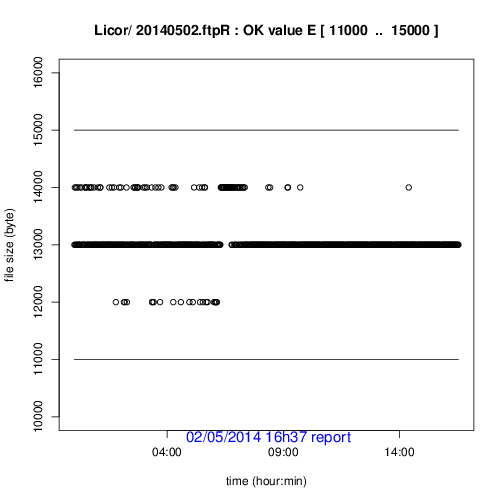 Licor/ 20140502.ftpR : OK value E [ 11000 .. 15000 ]
file size (byte)
16000
15000
14000
13000
12000
11000
10000
02/05/2014 16h37 report
04:00 09:00 14:00
time (hour:min)